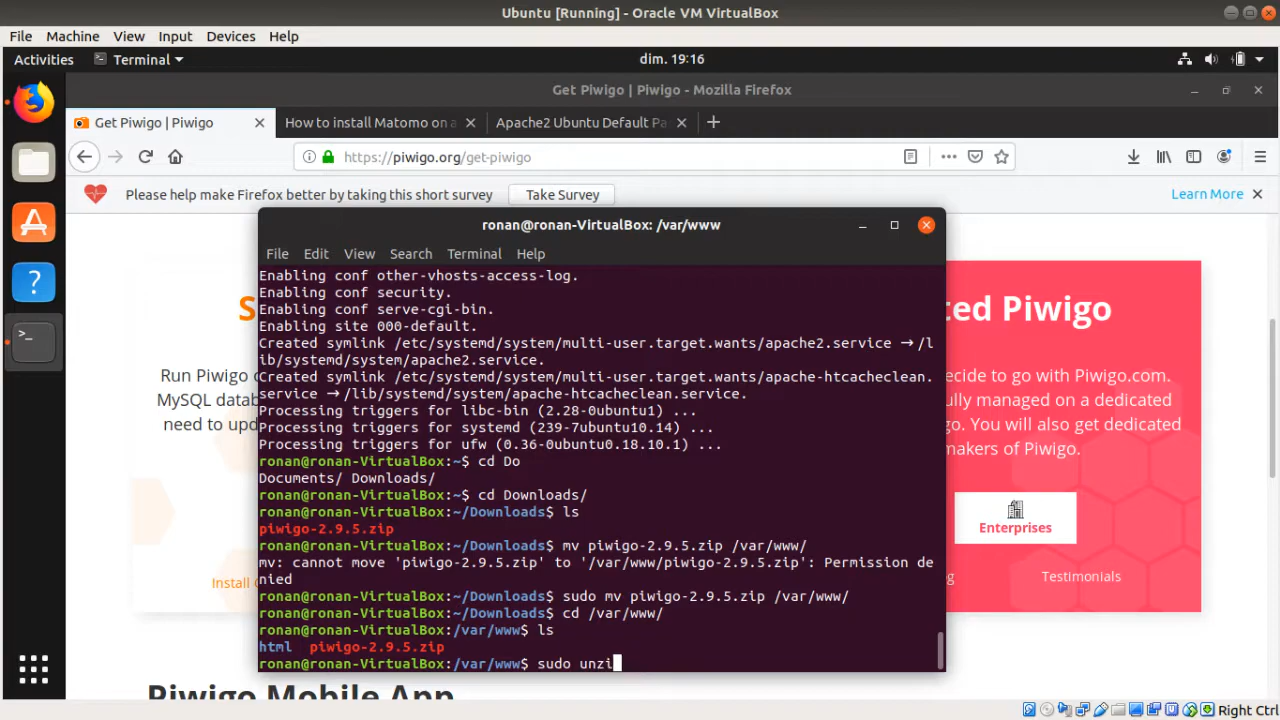 Ubuntu [Running] - Oracle VM VirtualBox
File Machine View Input Devices Help
Activities Terminal dim. 19:16
Get Piwigo | Piwigo - Mozilla Firefox
Get Piwigo | Piwigo How to install Matomo on a Apache2 Ubuntu Default Pa
https://piwigo.org/get-piwigo
Please help make Firefox better by taking this short survey Take Survey Learn More
ronan@ronan-VirtualBox: /var/www
File Edit View Search Terminal Help
Enabling conf other-vhosts-access-log.
Enabling conf security.
Enabling conf serve-cgi-bin.
Enabling site 000-default.
Created symlink /etc/systemd/system/multi-user.target.wants/apache2.service → /l
ib/systemd/system/apache2.service.
Created symlink /etc/systemd/system/multi-user.target.wants/apache-htcacheclean.
service → /lib/systemd/system/apache-htcacheclean.service.
Processing triggers for libc-bin (2.28-0ubuntu1) ...
Processing triggers for systemd (239-7ubuntu10.14) ...
Processing triggers for ufw (0.36-0ubuntu0.18.10.1) ...
ronan@ronan-VirtualBox:~$ cd Do
Documents/ Downloads/
ronan@ronan-VirtualBox:~$ cd Downloads/
ronan@ronan-VirtualBox:~/Downloads$ ls
piwigo-2.9.5.zip
ronan@ronan-VirtualBox:~/Downloads$ mv piwigo-2.9.5.zip /var/www/
mv: cannot move 'piwigo-2.9.5.zip' to '/var/www/piwigo-2.9.5.zip': Permission de
nied
ronan@ronan-VirtualBox:~/Downloads$ sudo mv piwigo-2.9.5.zip /var/www/
ronan@ronan-VirtualBox:~/Downloads$ cd /var/www/
ronan@ronan-VirtualBox:/var/www$ ls
html piwigo-2.9.5.zip
ronan@ronan-VirtualBox:/var/www$ sudo unzi
S
Run Piwigo
MySQL datab
need to upd
Install
ted Piwigo
ecide to go with Piwigo.com.
ully managed on a dedicated
go. You will also get dedicated
makers of Piwigo.
Enterprises
Testimonials
Piwigo Mobile App
Right Ctrl